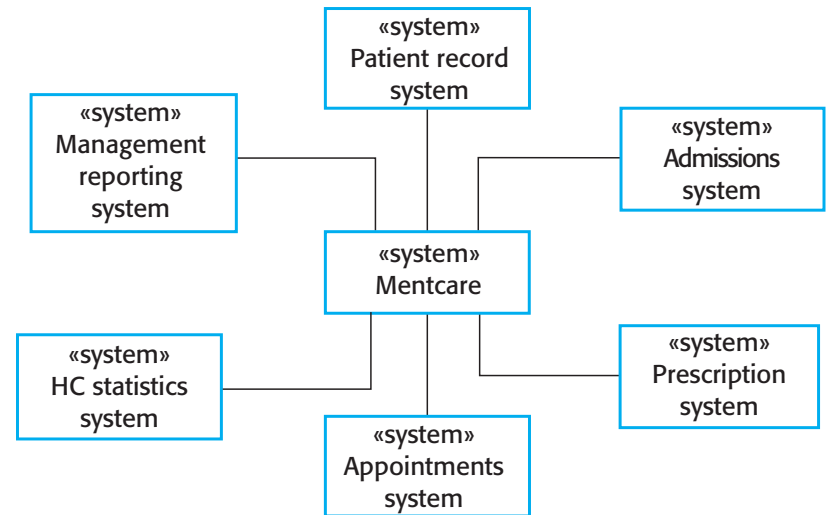 «system»
Patient record
system
«system»
Management
reporting
system
«system»
Admissions
system
«system»
Mentcare
«system»
HC statistics
system
«system»
Prescription
system
«system»
Appointments
system